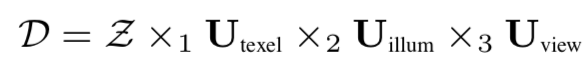 𝒟 = 𝒵 ×₁ 𝐔_texel ×₂ 𝐔_illum ×₃ 𝐔_view